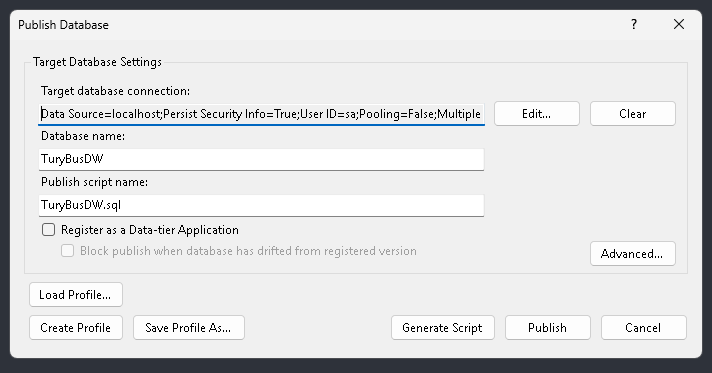 Publish Database
?
Target Database Settings
Target database connection:
Data Source=localhost;Persist Security Info=True;User ID=sa;Pooling=False;Multiple
Edit...
Clear
Database name:
TuryBusDW
Publish script name:
TuryBusDW.sql
Register as a Data-tier Application
Block publish when database has drifted from registered version
Advanced...
Load Profile...
Create Profile
Save Profile As...
Generate Script
Publish
Cancel